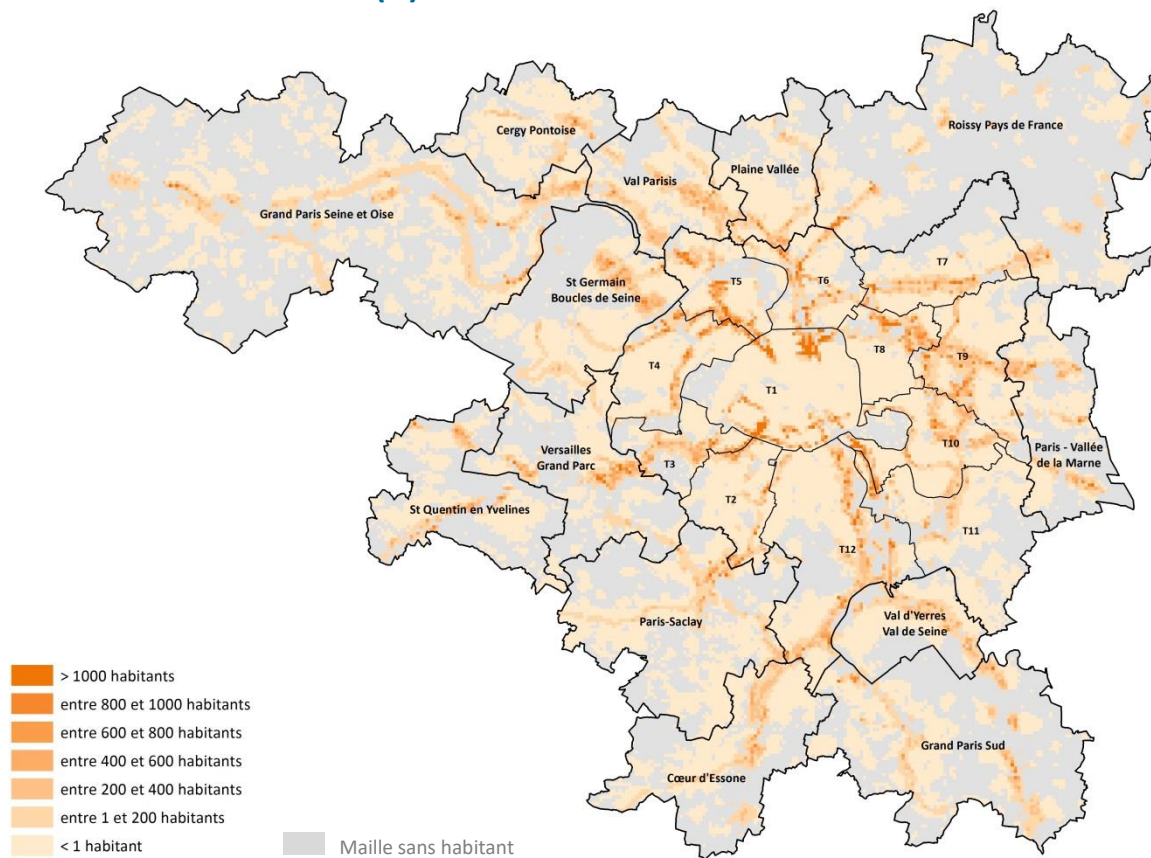 Cergy Pontoise
Roissy Pays de France
Val Parisis
Plaine Vallée
Grand Paris Seine et Oise
T7
St Germain
Boucles de Seine
T5
T6
T8
T9
T4
T1
T10
Versailles
Grand Parc
T3
Paris - Vallée
de la Marne
T2
St Quentin en Yvelines
T11
T12
Paris-Saclay
Val d'Yerres
Val de Seine
Grand Paris Sud
Cœur d'Essone
> 1000 habitants
entre 800 et 1000 habitants
entre 600 et 800 habitants
entre 400 et 600 habitants
entre 200 et 400 habitants
entre 1 et 200 habitants
< 1 habitant
Maille sans habitant